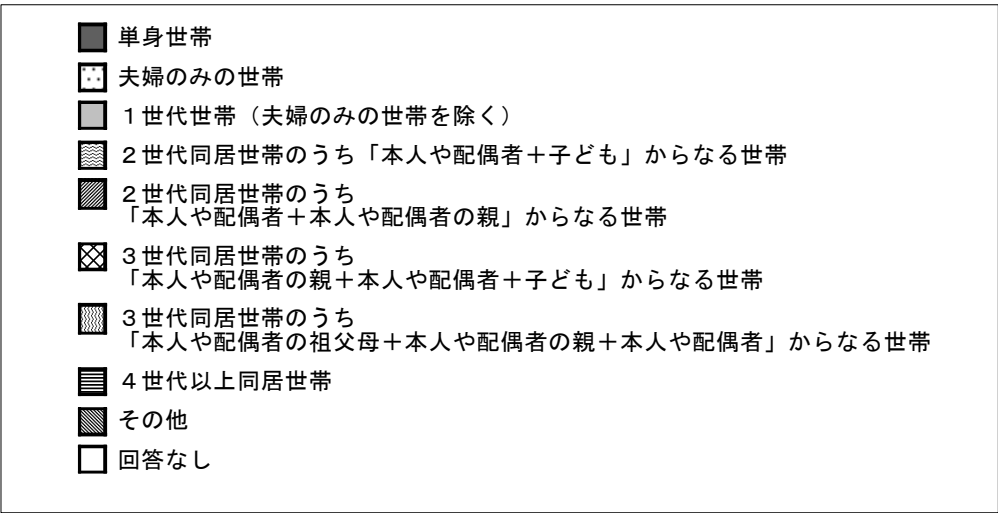 単身世帯
夫婦のみの世帯
１世代世帯（夫婦のみの世帯を除く）
２世代同居世帯のうち「本人や配偶者＋子ども」からなる世帯
２世代同居世帯のうち
「本人や配偶者＋本人や配偶者の親」からなる世帯
３世代同居世帯のうち
「本人や配偶者の親＋本人や配偶者＋子ども」からなる世帯
３世代同居世帯のうち
「本人や配偶者の祖父母＋本人や配偶者の親＋本人や配偶者」からなる世帯
４世代以上同居世帯
その他
回答なし